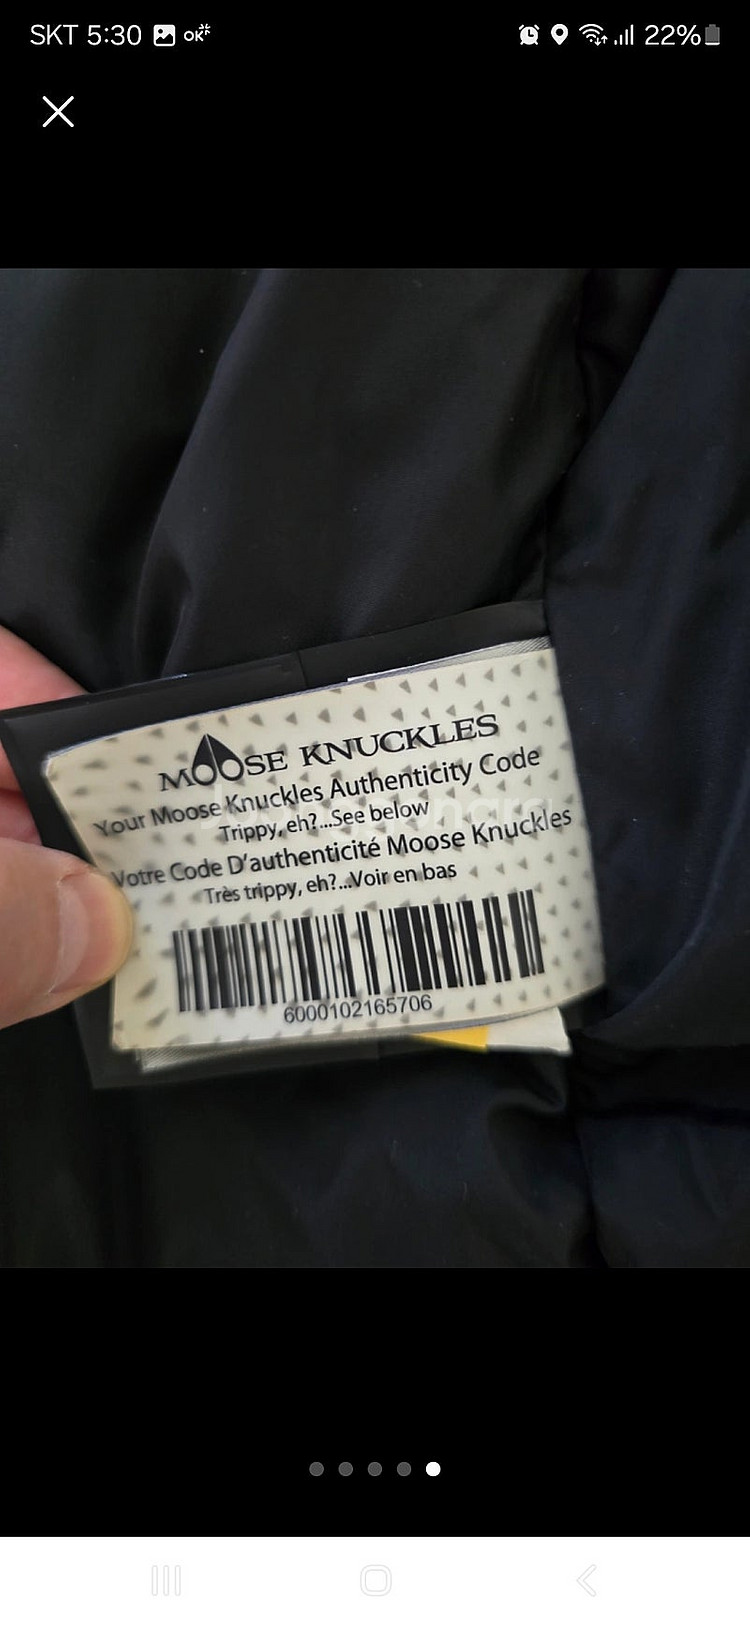 SKT 5:30
22%
MOOSE KNUCKLES
Your Moose Knuckles Authenticity Code
Trippy, eh?...See below
Votre Code D'authenticité Moose Knuckles
Très trippy, eh?...Voir en bas
6000102165706